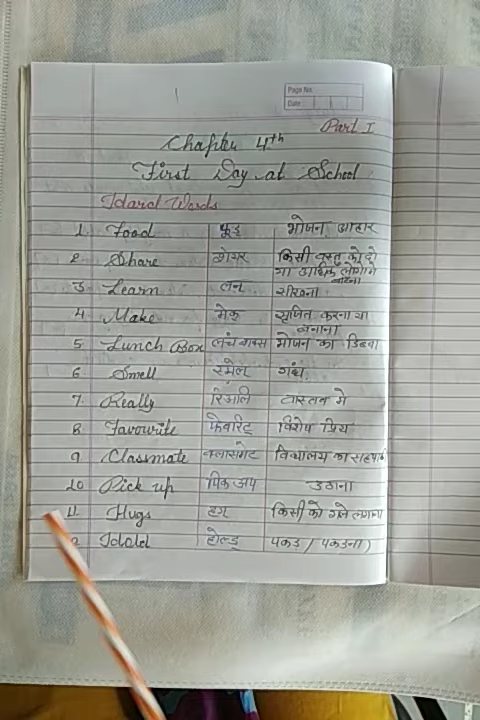 Page No.
Date
Part I
Chapter 4th
First Day at School
Hard Words
1 Food फूड भोजन, आहार
2 Share शेयर किसी वस्तु को दो
या अधिक लोगों मे
बांटना
3 Learn लर्न सीखना
4 Make मेक सृजित करना या
बनाना
5 Lunch Box लंच बाक्स भोजन का डिब्बा
6 Smell स्मेल गंध
7 Really रिअलि वास्तव मे
8 Favourite फेवरिट् विशेष प्रिय
9 Classmate क्लासमेट विद्यालय का सहपाठी
10 Pick up पिक अप उठाना
11 Hugs हग् किसी को गले लगाना
Hold होल्ड् पकड / पकडना)